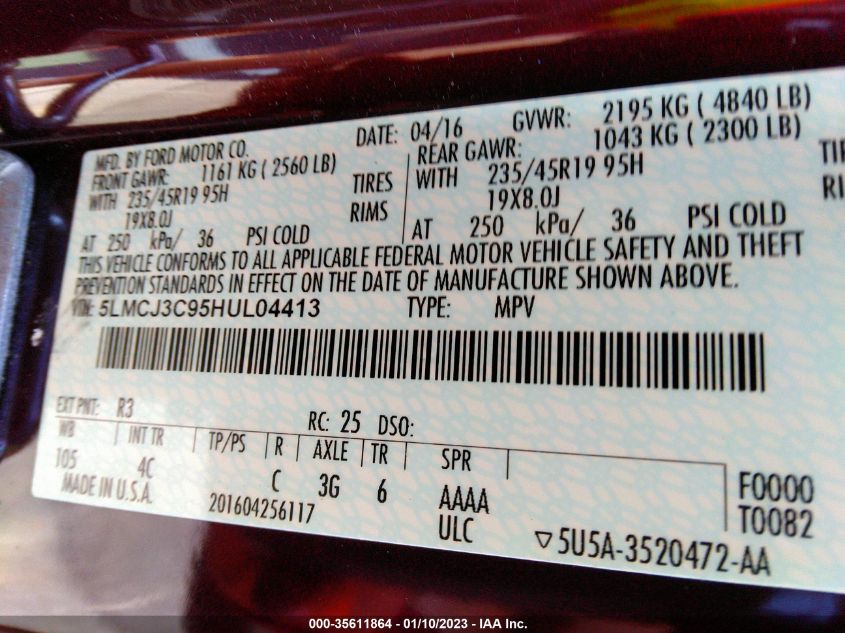 MFD. BY FORD MOTOR CO. DATE: 04/16 GVWR: 2195 KG ( 4840 LB)
FRONT GAWR: 1161 KG ( 2560 LB) REAR GAWR: 1043 KG ( 2300 LB)
WITH 235/45R19 95H TIRES WITH 235/45R19 95H
19X8.0J RIMS 19X8.0J
AT 250 kPa/ 36 PSI COLD AT 250 kPa/ 36 PSI COLD
THIS VEHICLE CONFORMS TO ALL APPLICABLE FEDERAL MOTOR VEHICLE SAFETY AND THEFT
PREVENTION STANDARDS IN EFFECT ON THE DATE OF MANUFACTURE SHOWN ABOVE.
VIN: 5LMCJ3C95HUL04413 TYPE: MPV
EXT PNT: R3 RC: 25 DSO:
WB INT TR TP/PS R AXLE TR SPR
105 4C C 3G 6 AAAA F0000
MADE IN U.S.A. 201604256117 ULC T0082
5U5A-3520472-AA
000-35611864 - 01/10/2023 - IAA Inc.